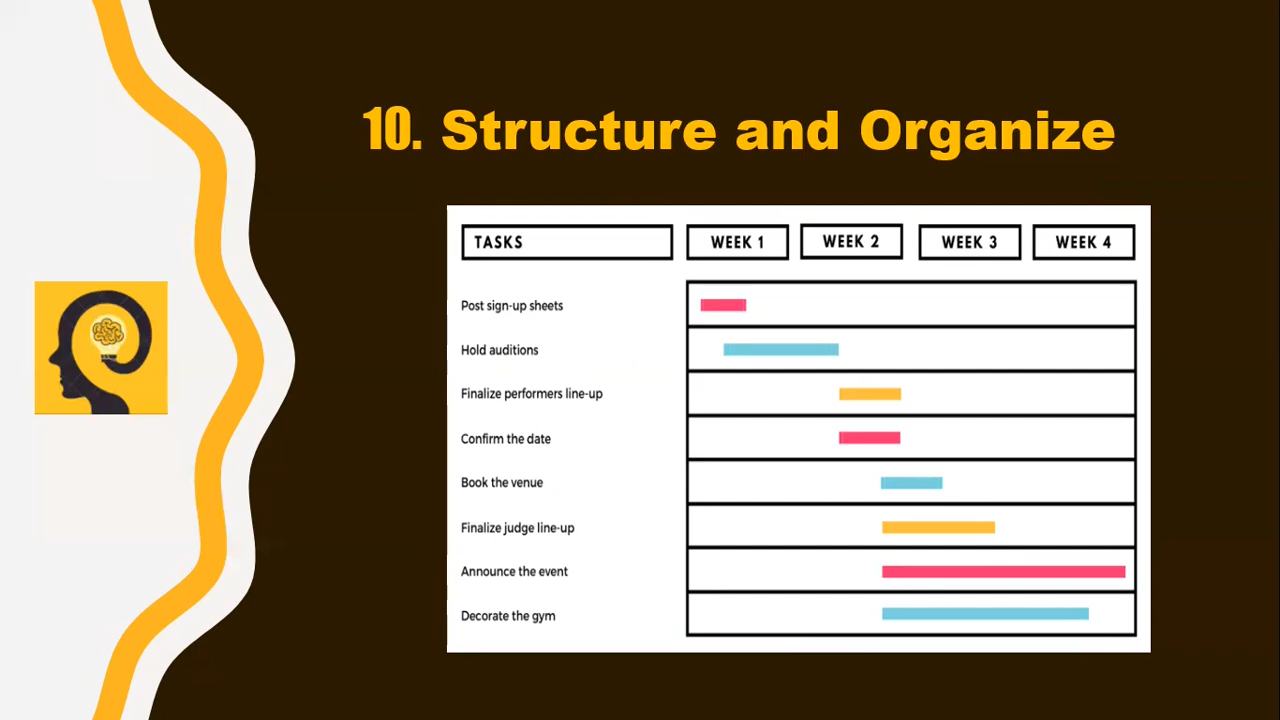 10. Structure and Organize
TASKS WEEK 1 WEEK 2 WEEK 3 WEEK 4
Post sign-up sheets
Hold auditions
Finalize performers line-up
Confirm the date
Book the venue
Finalize judge line-up
Announce the event
Decorate the gym